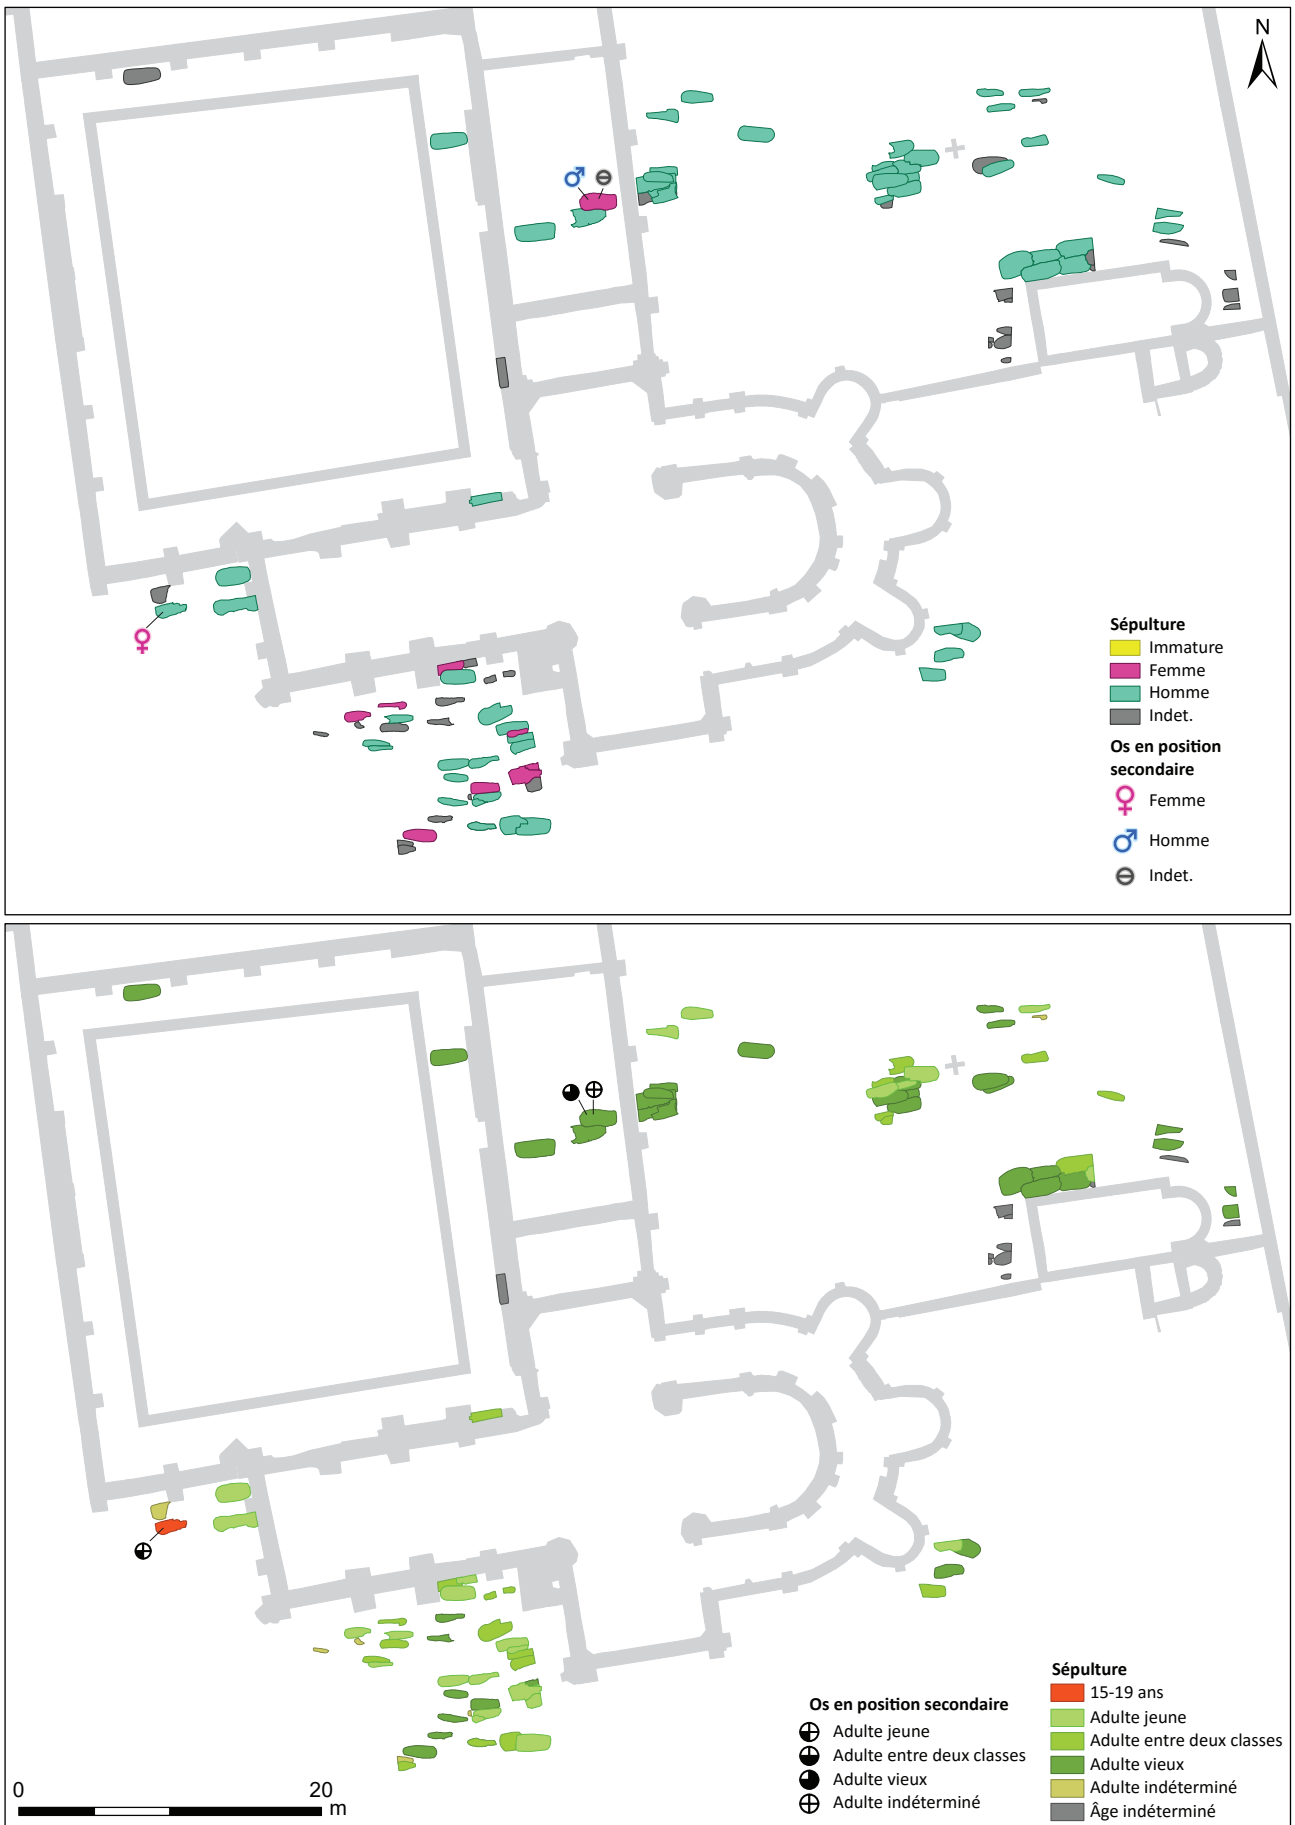 N
Sépulture
Immature
Femme
Homme
Indet.
Os en position
secondaire
Femme
Homme
Indet.
Os en position secondaire
Adulte jeune
Adulte entre deux classes
Adulte vieux
Adulte indéterminé
Sépulture
15-19 ans
Adulte jeune
Adulte entre deux classes
Adulte vieux
Adulte indéterminé
Âge indéterminé
0 20
m